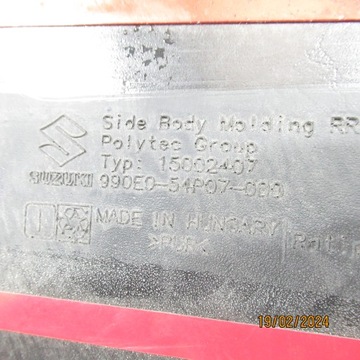 Side Body Molding RR
Polytec Group
Typ: 15002407
SUZUKI 990E0-54P07-000
MADE IN HUNGARY
>PUR<
19/02/2024